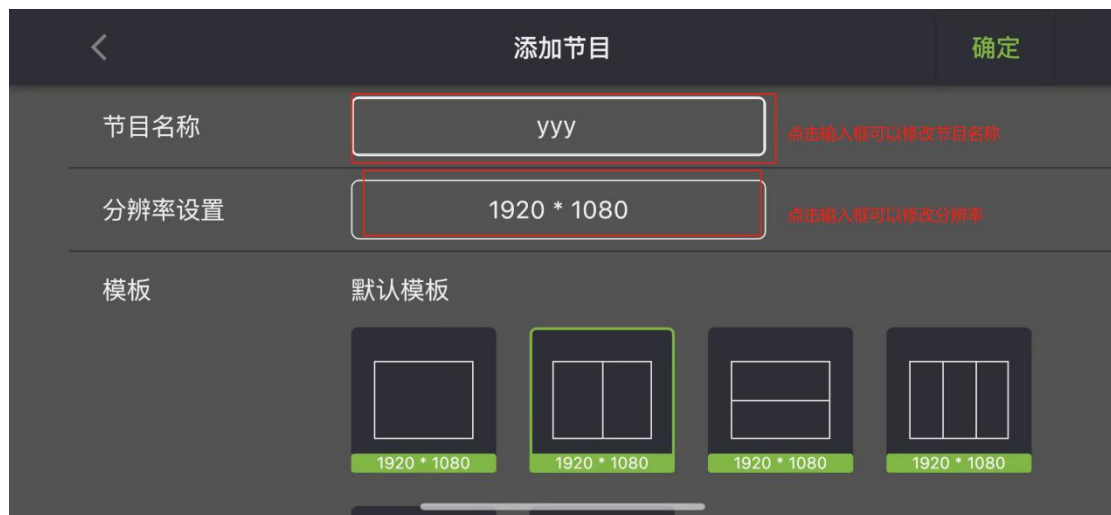 添加节目
确定
节目名称
yyy
点击输入框可以修改节目名称
分辨率设置
1920 * 1080
点击输入框可以修改分辨率
模板
默认模板
1920 * 1080
1920 * 1080
1920 * 1080
1920 * 1080